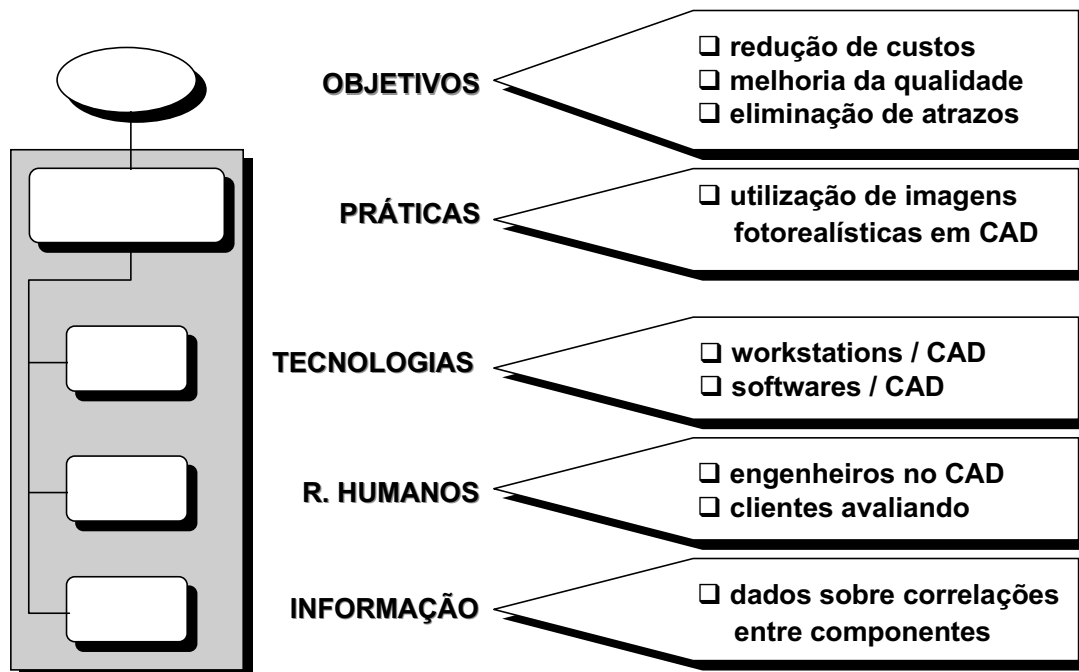 OBJETIVOS
❑ redução de custos
❑ melhoria da qualidade
❑ eliminação de atrazos
PRÁTICAS
❑ utilização de imagens
fotorealísticas em CAD
TECNOLOGIAS
❑ workstations / CAD
❑ softwares / CAD
R. HUMANOS
❑ engenheiros no CAD
❑ clientes avaliando
INFORMAÇÃO
❑ dados sobre correlações
entre componentes